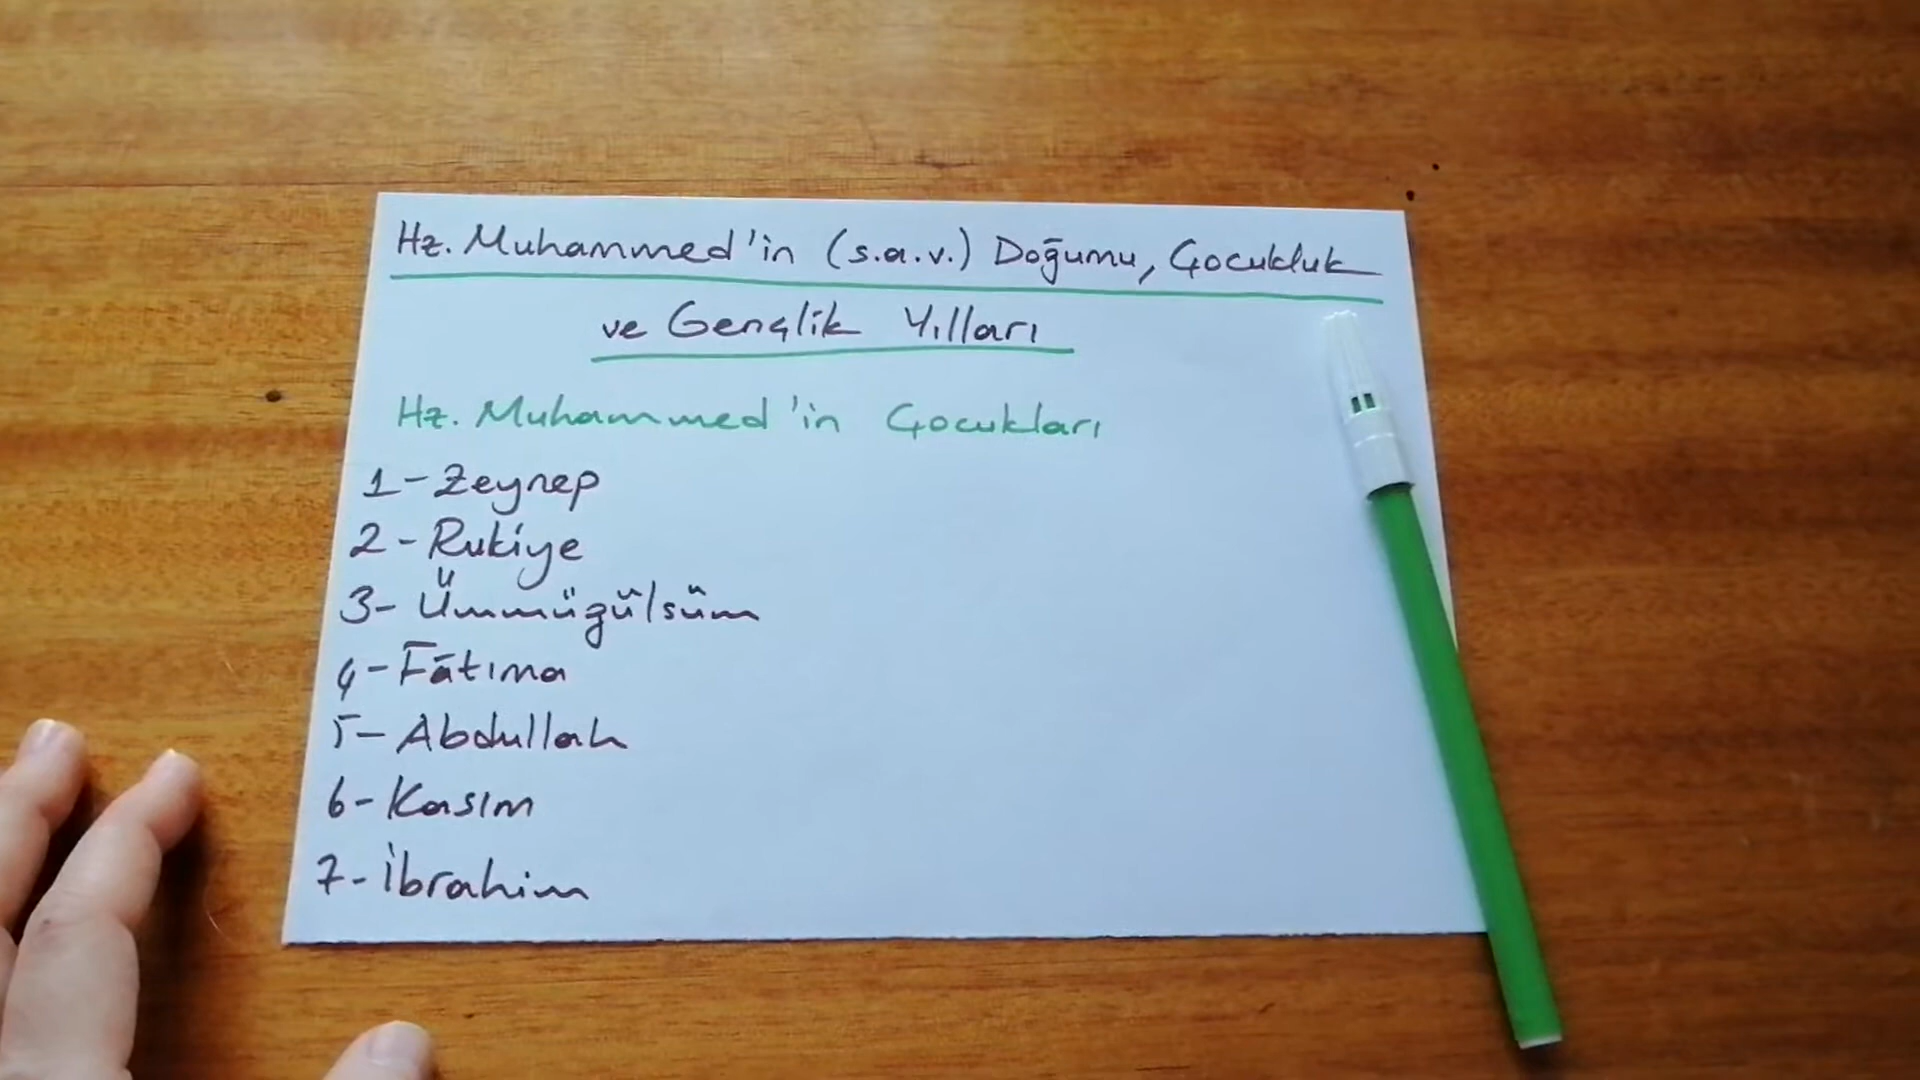 Hz. Muhammed'in (s.a.v.) Doğumu, Çocukluk
ve Gençlik Yılları
Hz. Muhammed'in Çocukları
1- Zeynep
2- Rukiye
3- Ümmügülsüm
4- Fātıma
5- Abdullah
6- Kasım
7- İbrahim